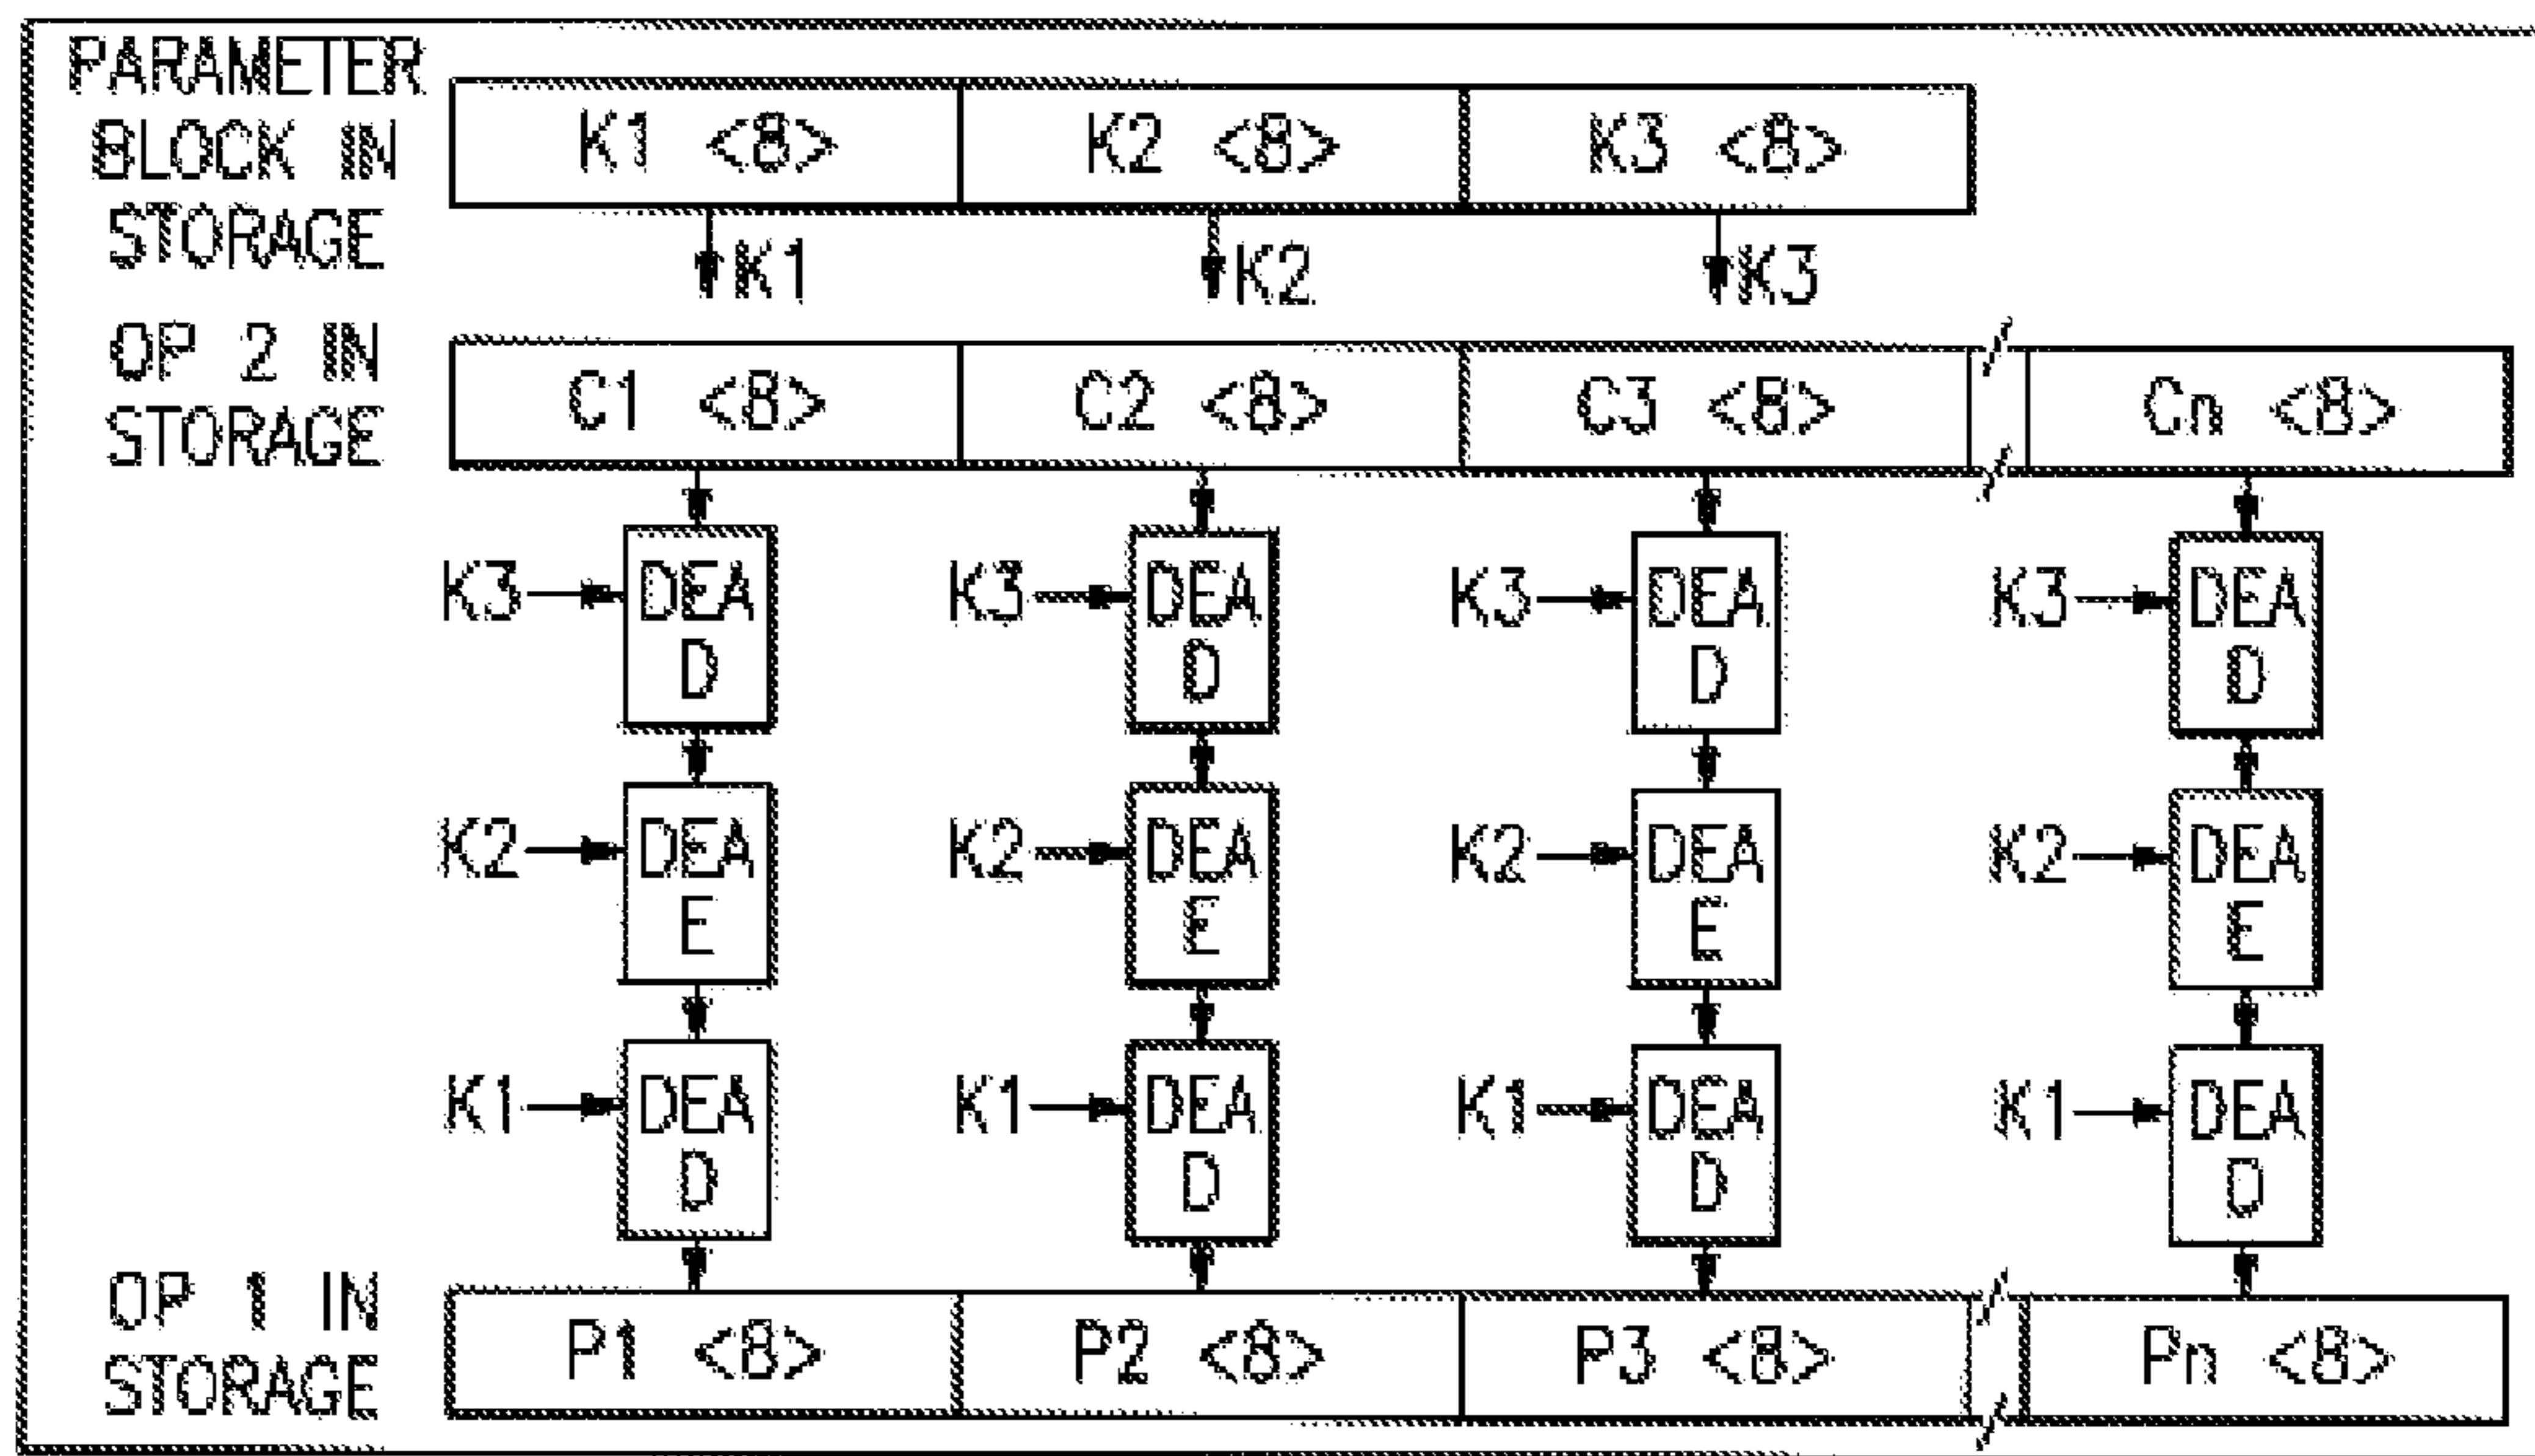 PARAMETER
BLOCK IN
STORAGE
K1 <8> K2 <8> K3 <8>
K1 K2 K3
OP 2 IN
STORAGE
C1 <8> C2 <8> C3 <8> Cn <8>
K3 DEA K3 DEA K3 DEA K3 DEA
D D D D
K2 DEA K2 DEA K2 DEA K2 DEA
E E E E
K1 DEA K1 DEA K1 DEA K1 DEA
D D D D
OP 1 IN
STORAGE
P1 <8> P2 <8> P3 <8> Pn <8>